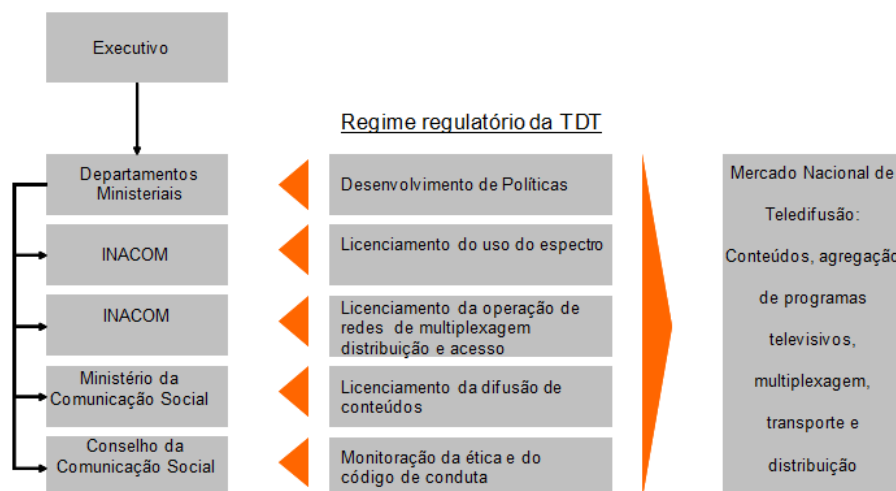 Executivo
Regime regulatório da TDT
Departamentos
Ministeriais
Desenvolvimento de Políticas
INACOM
Licenciamento do uso do espectro
INACOM
Licenciamento da operação de
redes de multiplexagem
distribuição e acesso
Ministério da
Comunicação Social
Licenciamento da difusão de
conteúdos
Conselho da
Comunicação Social
Monitoração da ética e do
código de conduta
Mercado Nacional de
Teledifusão:
Conteúdos, agregação
de programas
televisivos,
multiplexagem,
transporte e
distribuição